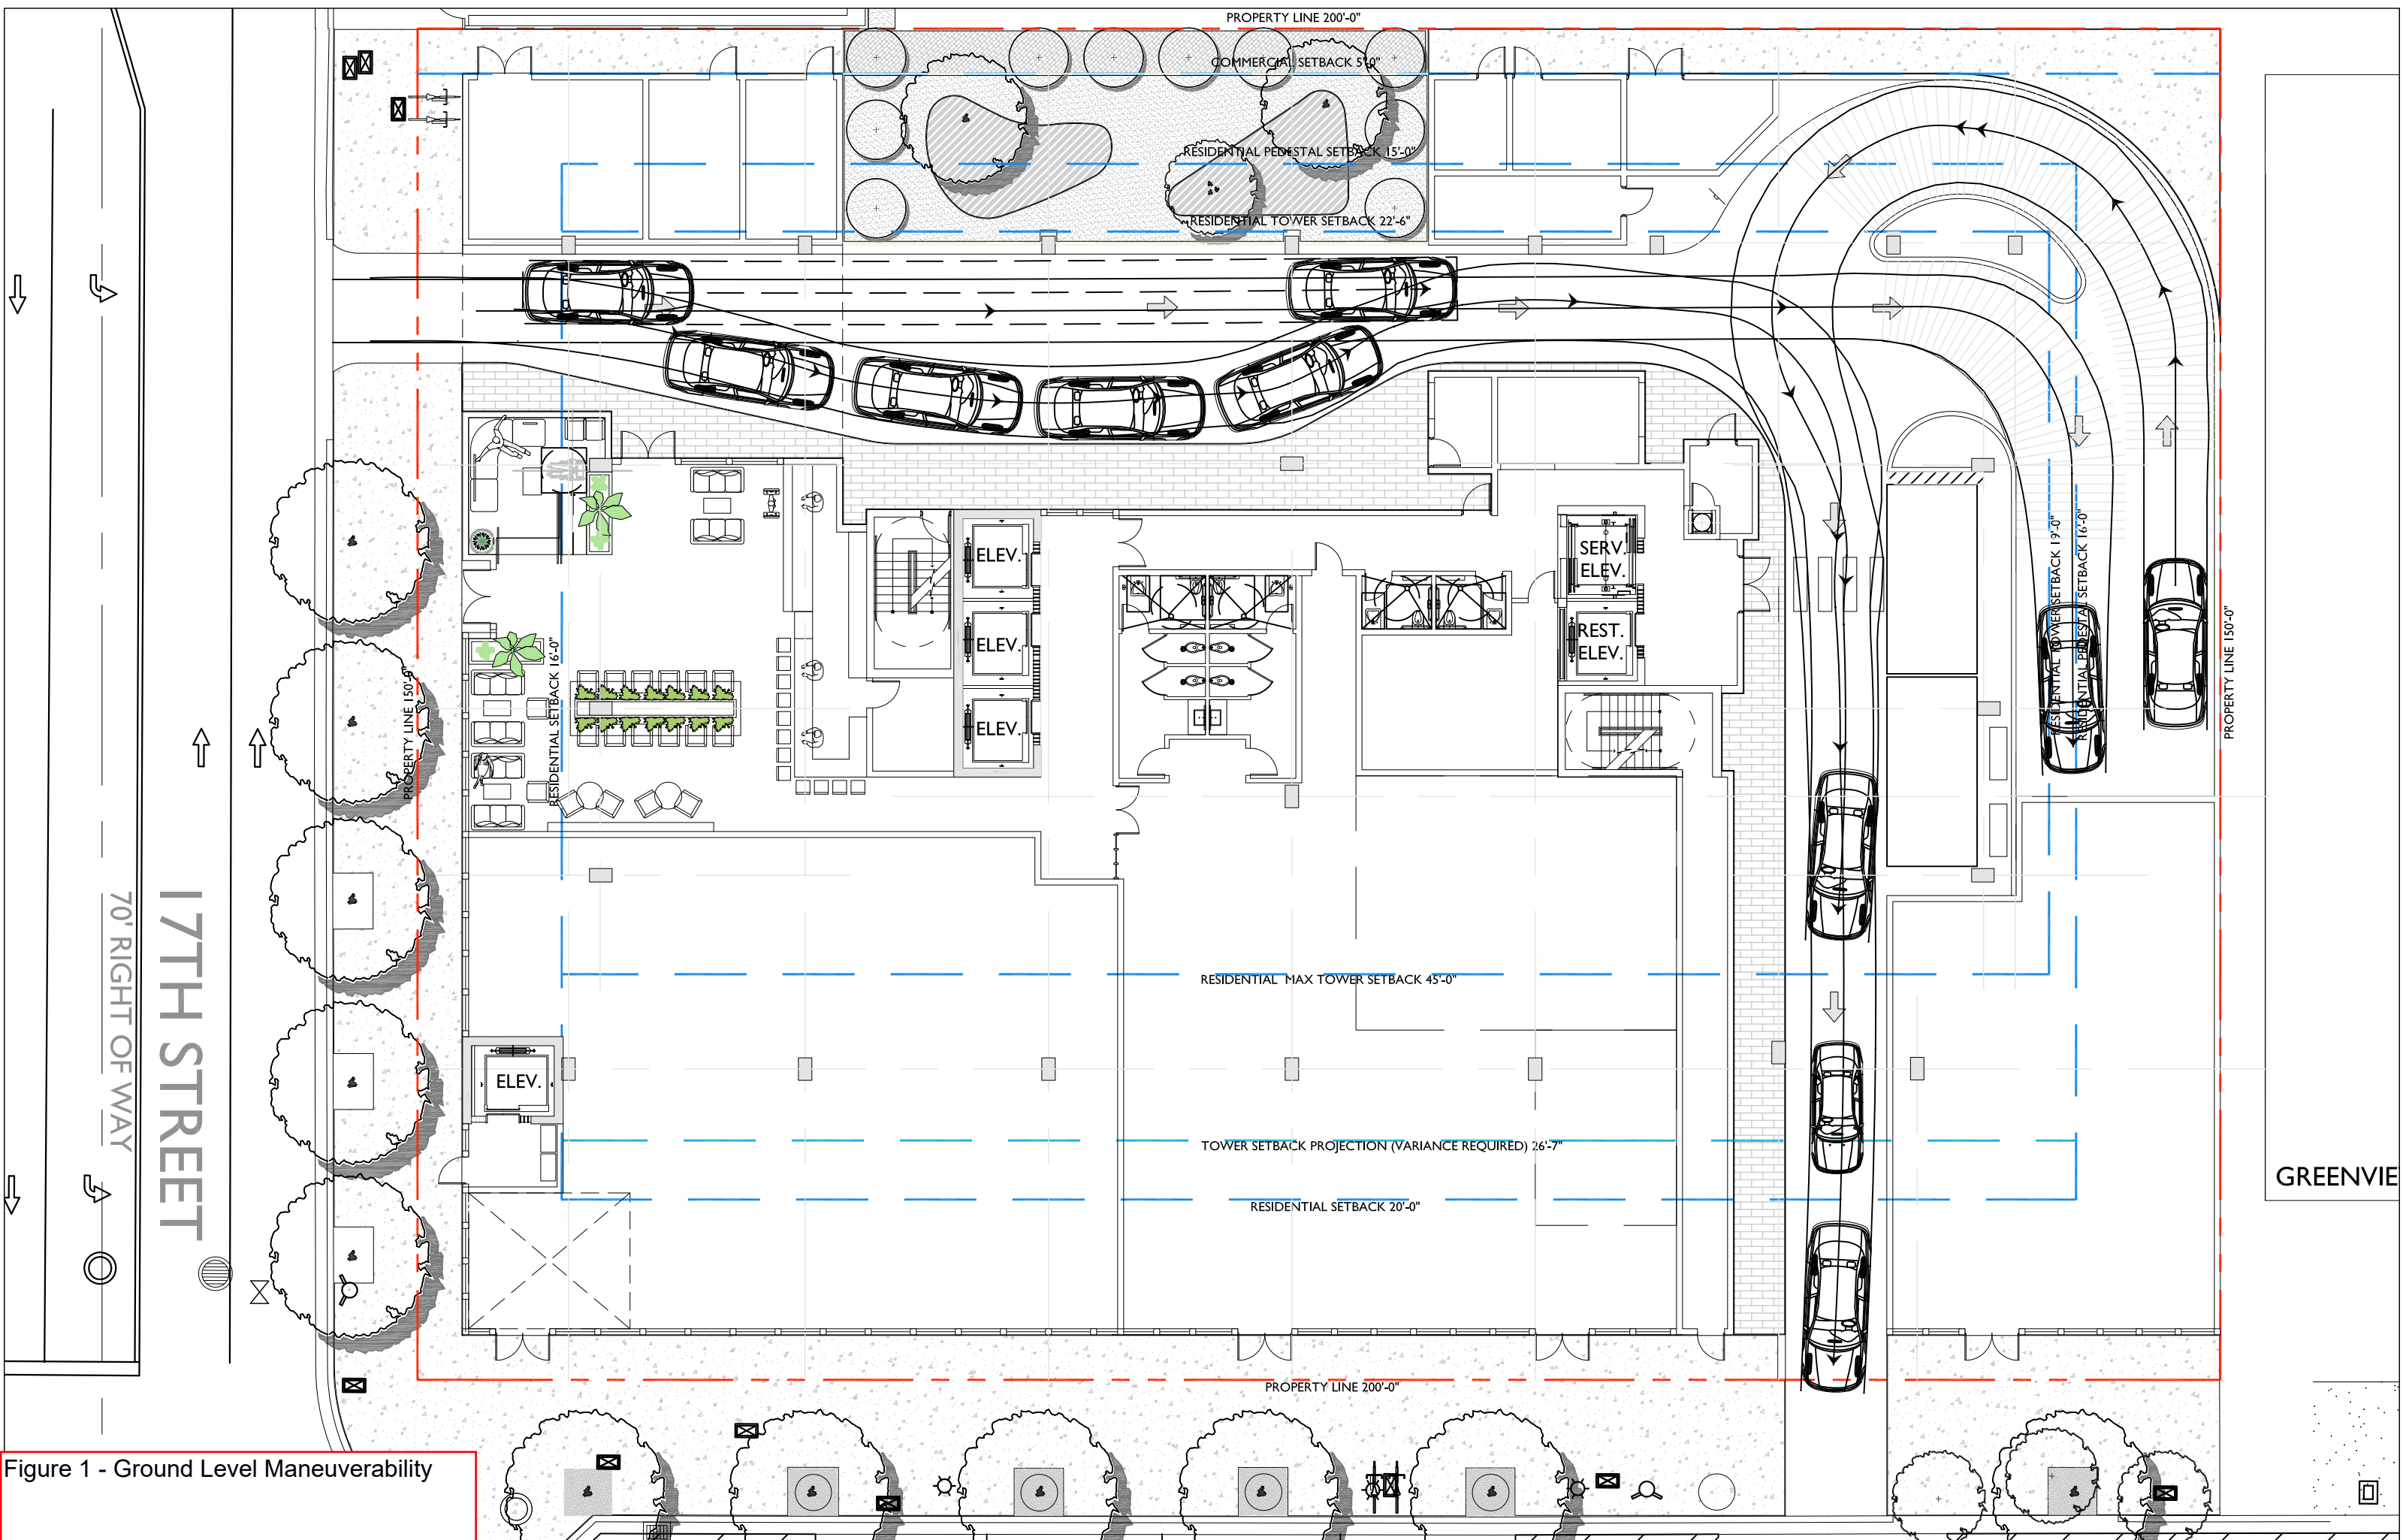 PROPERTY LINE 200'-0"
COMMERCIAL SETBACK 5'-0"
RESIDENTIAL PEDESTAL SETBACK 15'-0"
RESIDENTIAL TOWER SETBACK 22'-6"
ELEV.
SERV.
ELEV.
REST.
ELEV.
ELEV.
ELEV.
PROPERTY LINE 150'-0"
RESIDENTIAL SETBACK 16'-0"
RESIDENTIAL TOWER SETBACK 19'-0"
RESIDENTIAL PEDESTAL SETBACK 16'-0"
PROPERTY LINE 150'-0"
17TH STREET
70' RIGHT OF WAY
RESIDENTIAL MAX TOWER SETBACK 45'-0"
ELEV.
TOWER SETBACK PROJECTION (VARIANCE REQUIRED) 26'-7"
RESIDENTIAL SETBACK 20'-0"
GREENVIE
PROPERTY LINE 200'-0"
Figure 1 - Ground Level Maneuverability